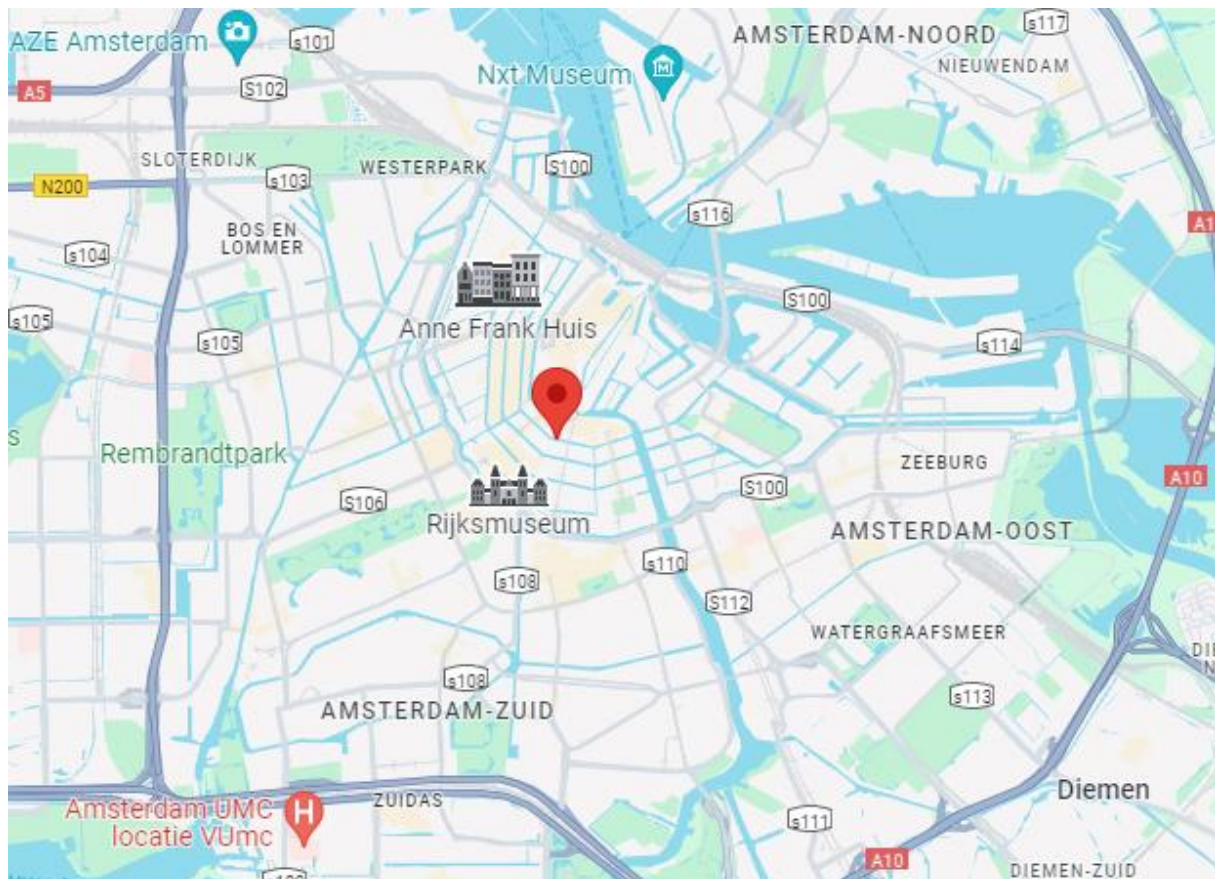 AZE Amsterdam
s101
AMSTERDAM-NOORD
s117
NIEUWENDAM
Nxt Museum
M
A5
S102
SLOTERDIJK
WESTERPARK
S100
N200
s103
s116
A1
BOS EN
LOMMER
s104
S100
s105
Anne Frank Huis
s105
s114
s
Rembrandtpark
ZEEBURG
A10
S100
S106
Rijksmuseum
AMSTERDAM-OOST
s110
s108
S112
WATERGRAAFSMEER
DI
N
s108
s113
AMSTERDAM-ZUID
Diemen
Amsterdam UMC
locatie VUmc
H
ZUIDAS
s111
A10
DIEMEN-ZUID